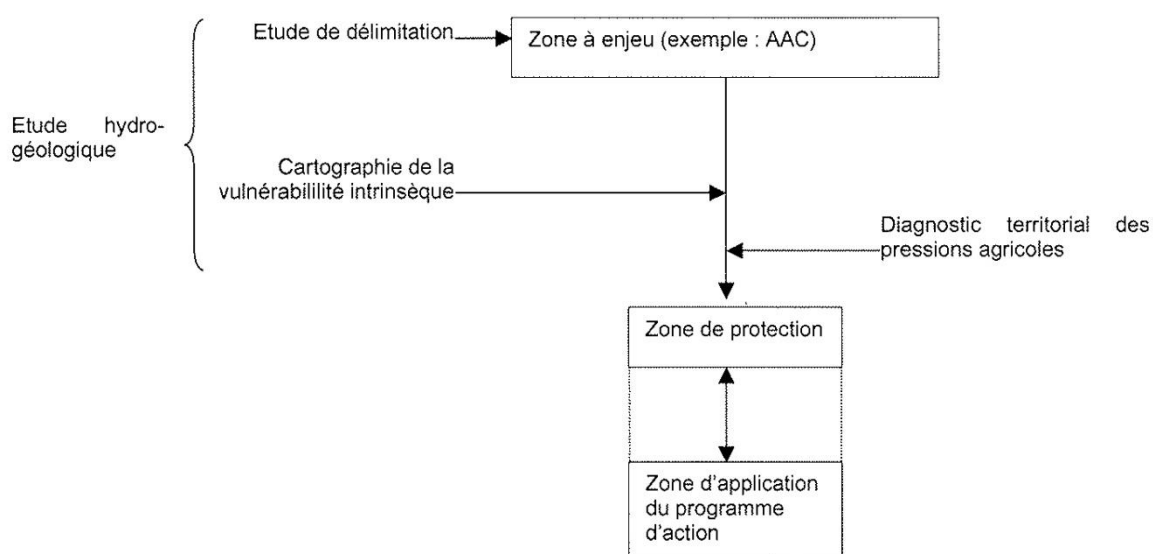 Etude de délimitation
Zone à enjeu (exemple : AAC)
Etude hydro-
géologique
Cartographie de la
vulnérabililité intrinsèque
Diagnostic territorial des
pressions agricoles
Zone de protection
Zone d'application
du programme
d'action